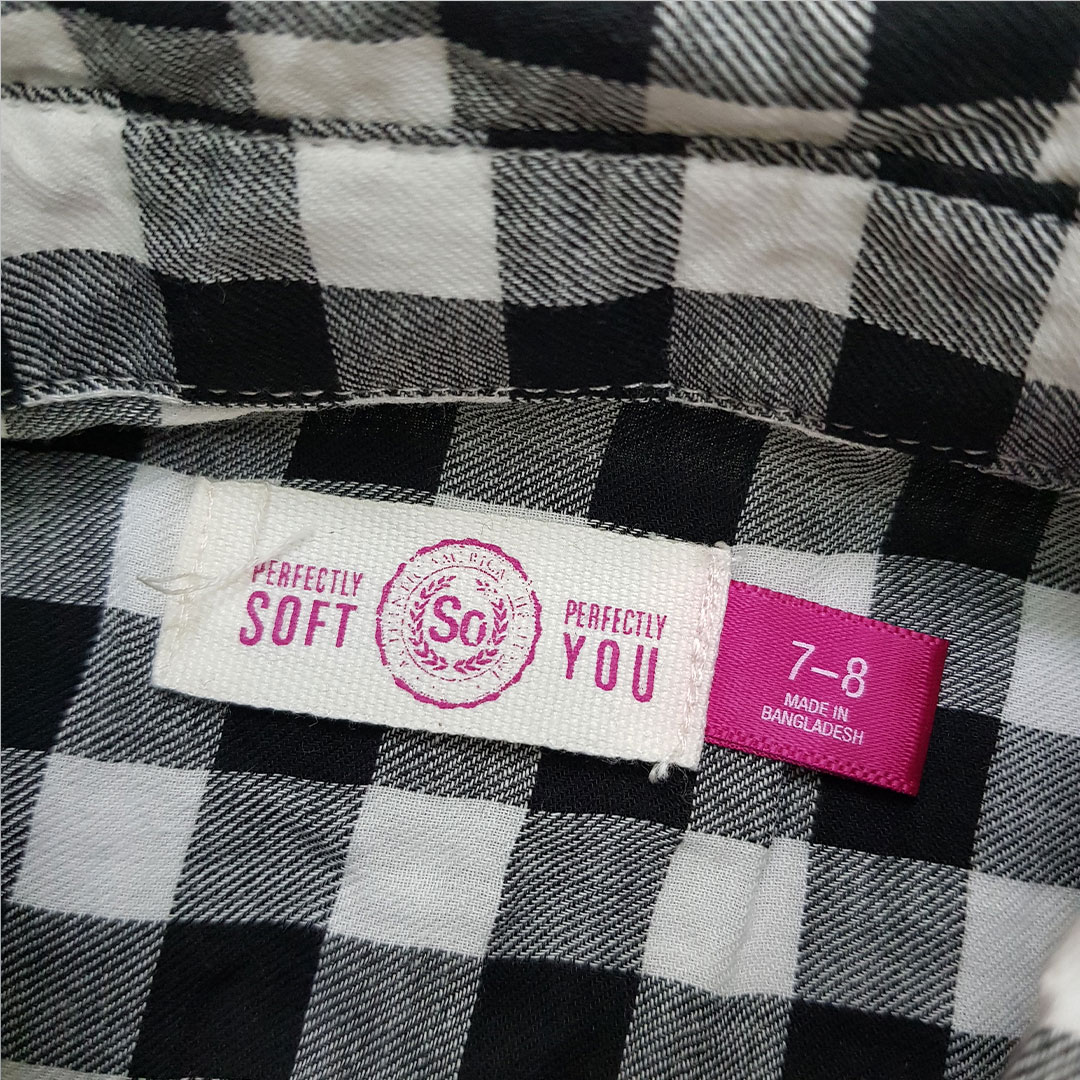 PERFECTLY
SOFT
So
PERFECTLY
YOU
7–8
MADE IN
BANGLADESH